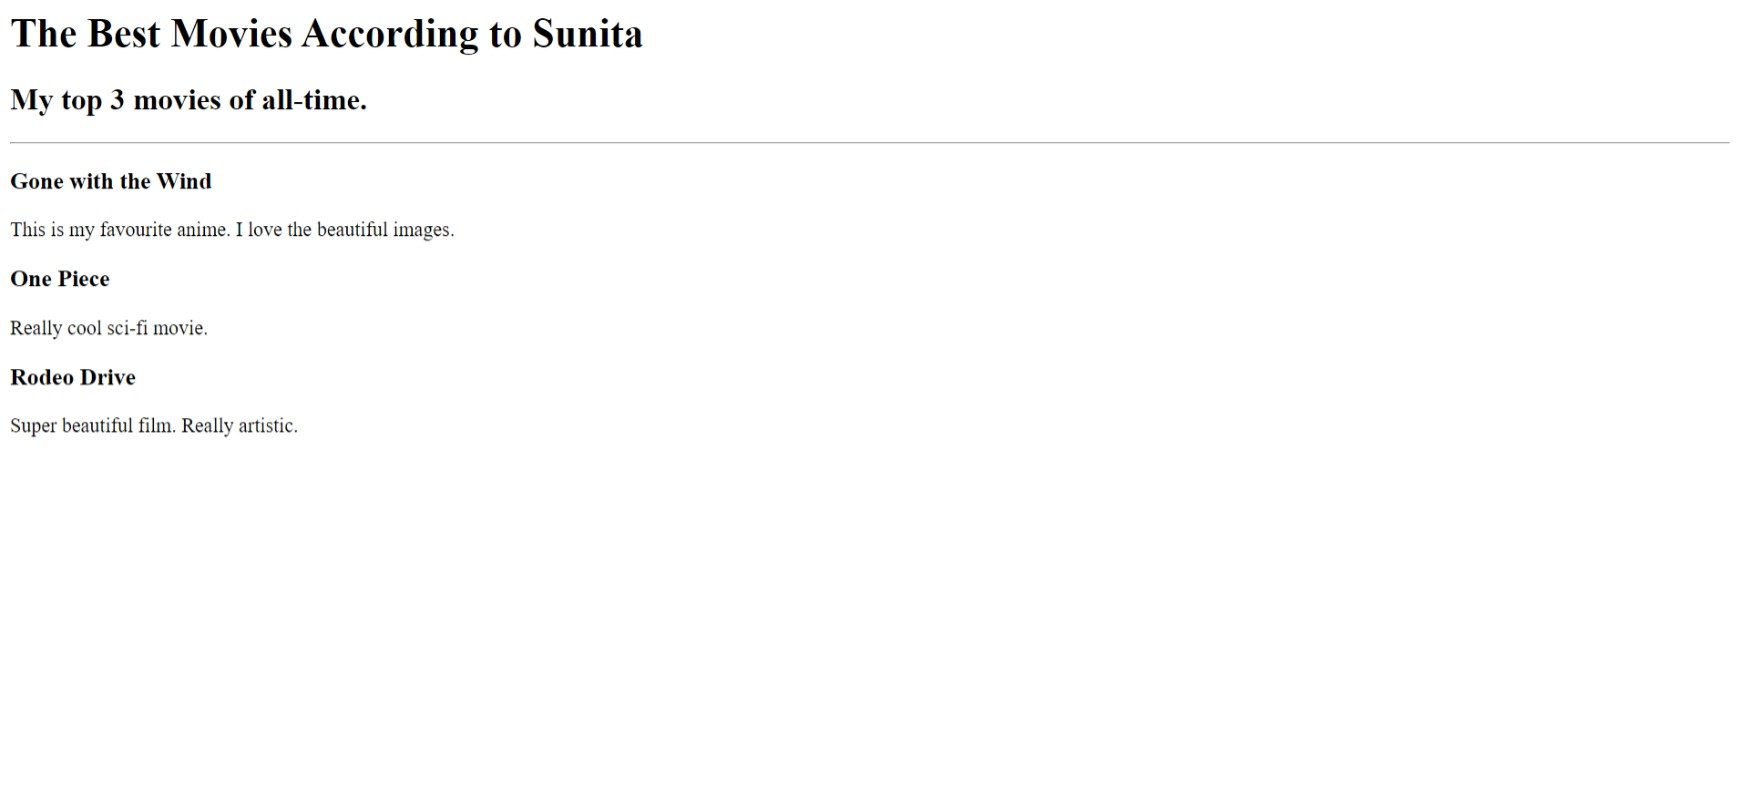 The Best Movies According to Sunita
My top 3 movies of all-time.
Gone with the Wind
This is my favourite anime. I love the beautiful images.
One Piece
Really cool sci-fi movie.
Rodeo Drive
Super beautiful film. Really artistic.